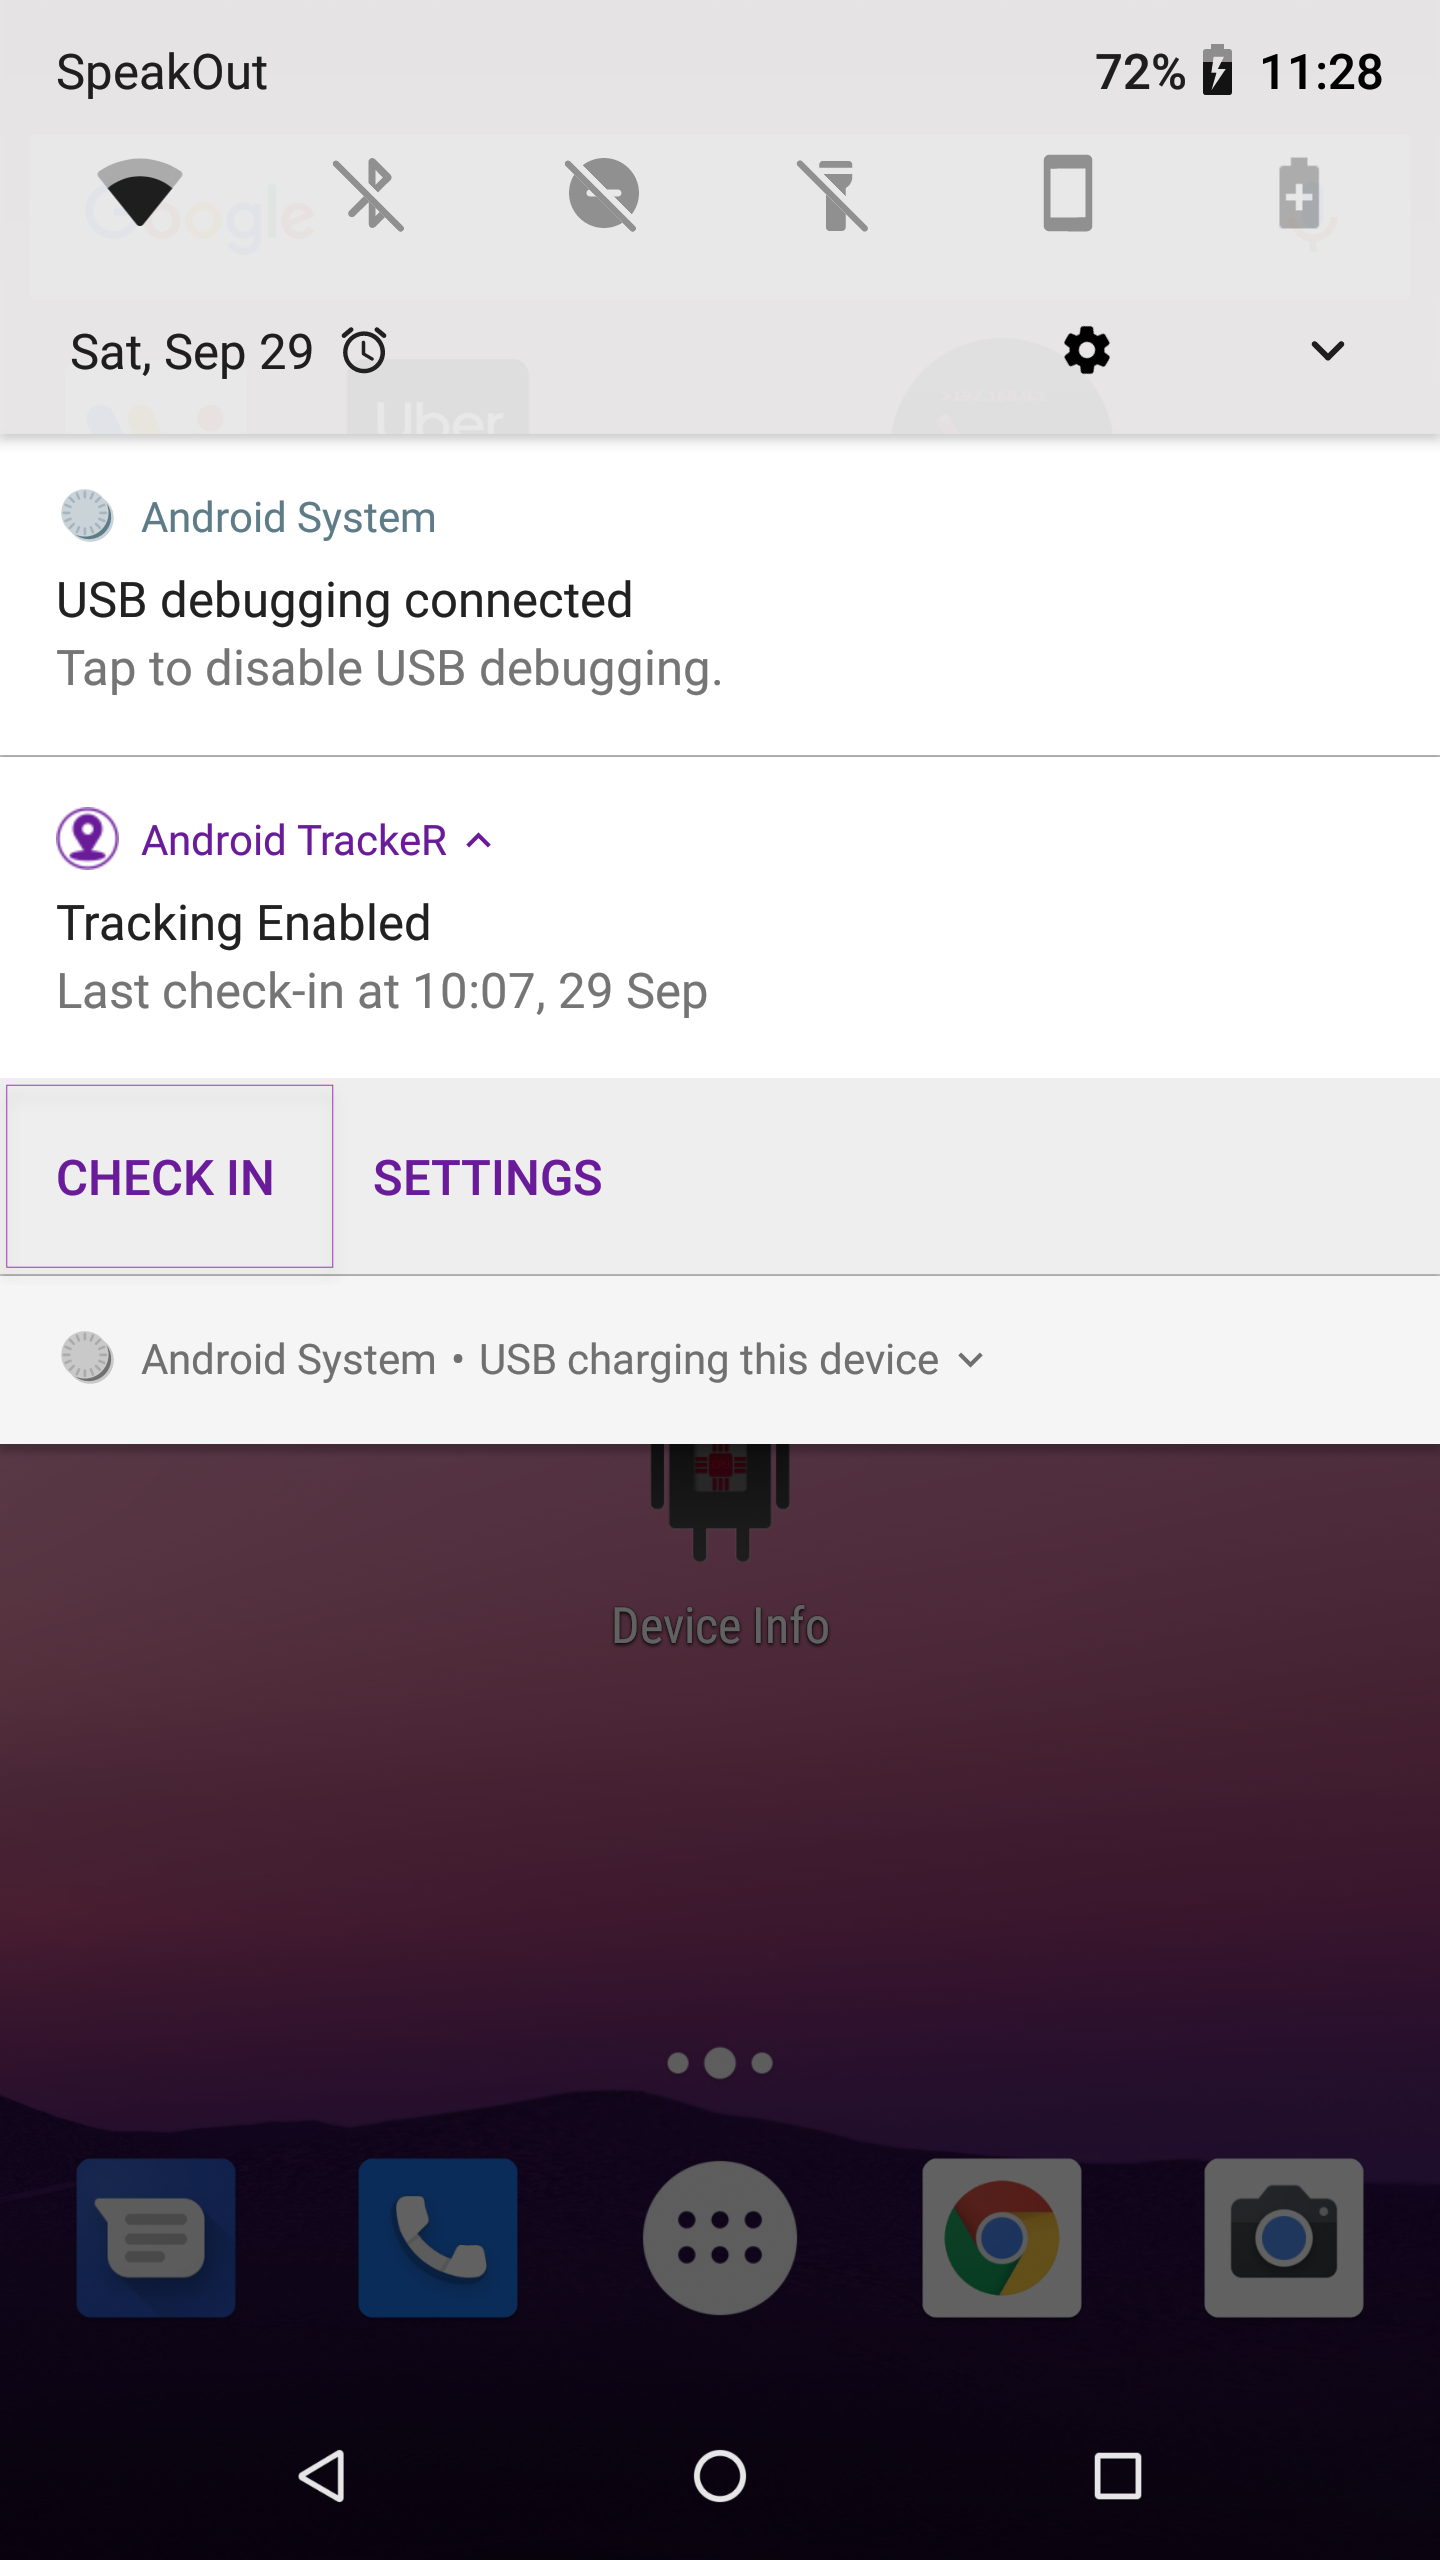 SpeakOut 72% 11:28
Google
Sat, Sep 29
Uber
Android System
USB debugging connected
Tap to disable USB debugging.
Android TrackeR
Tracking Enabled
Last check-in at 10:07, 29 Sep
CHECK IN SETTINGS
Android System • USB charging this device
Device Info